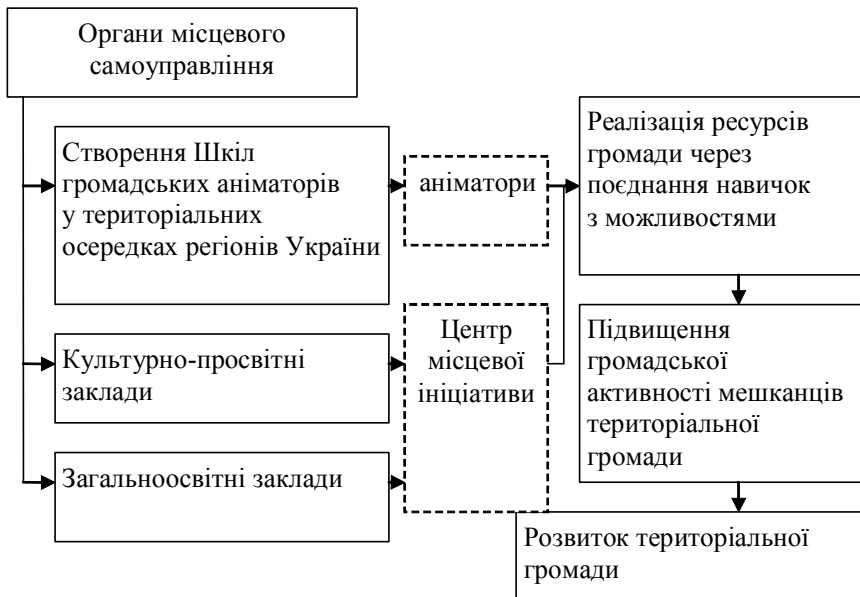 Органи місцевого
самоуправління
Створення Шкіл
громадських аніматорів
у територіальних
осередках регіонів України
аніматори
Реалізація ресурсів
громади через
поєднання навичок
з можливостями
Культурно-просвітні
заклади
Центр
місцевої
ініціативи
Підвищення
громадської
активності мешканців
територіальної
громади
Загальноосвітні заклади
Розвиток територіальної
громади